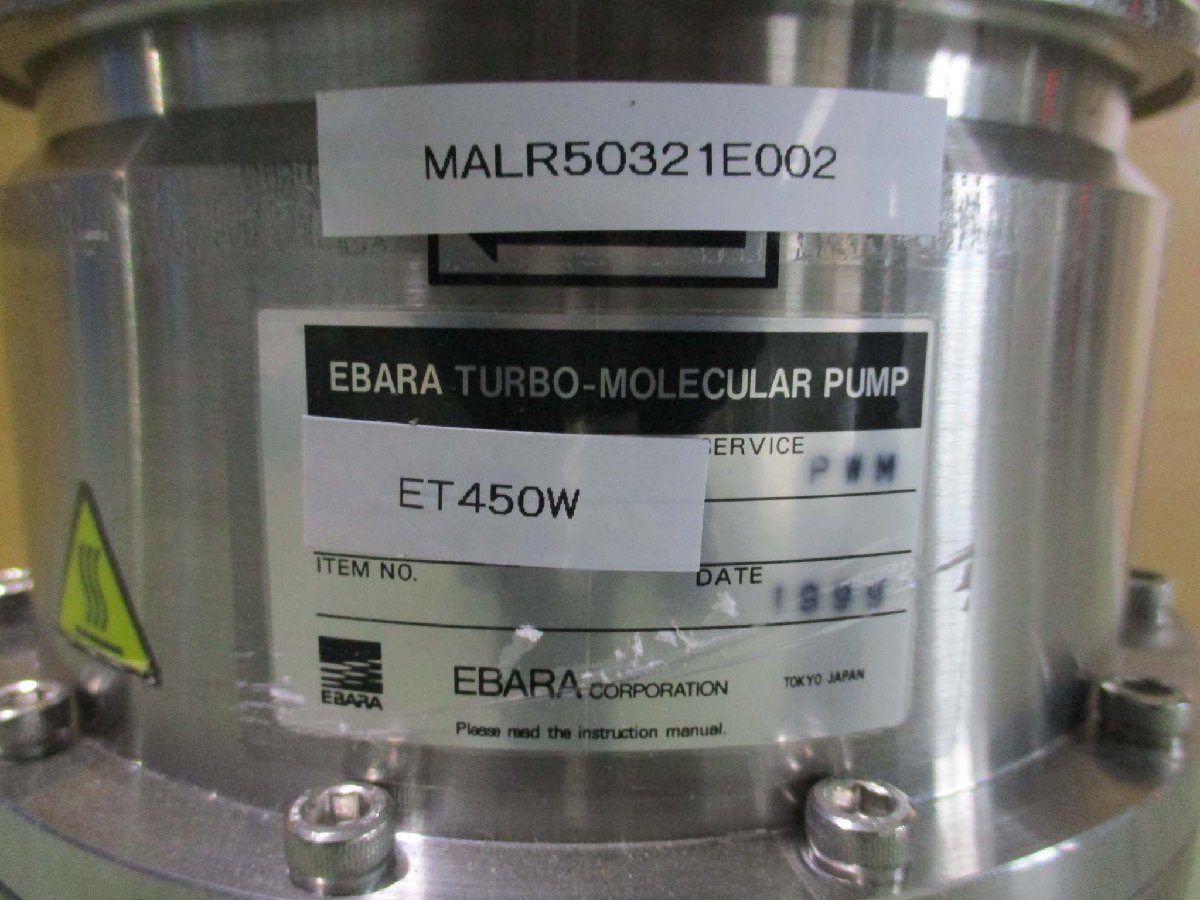 MALR50321E002
EBARA TURBO-MOLECULAR PUMP
SERVICE PWM
ET450W
ITEM NO.
DATE
EBARA
EBARA CORPORATION TOKYO JAPAN
Please read the instruction manual.